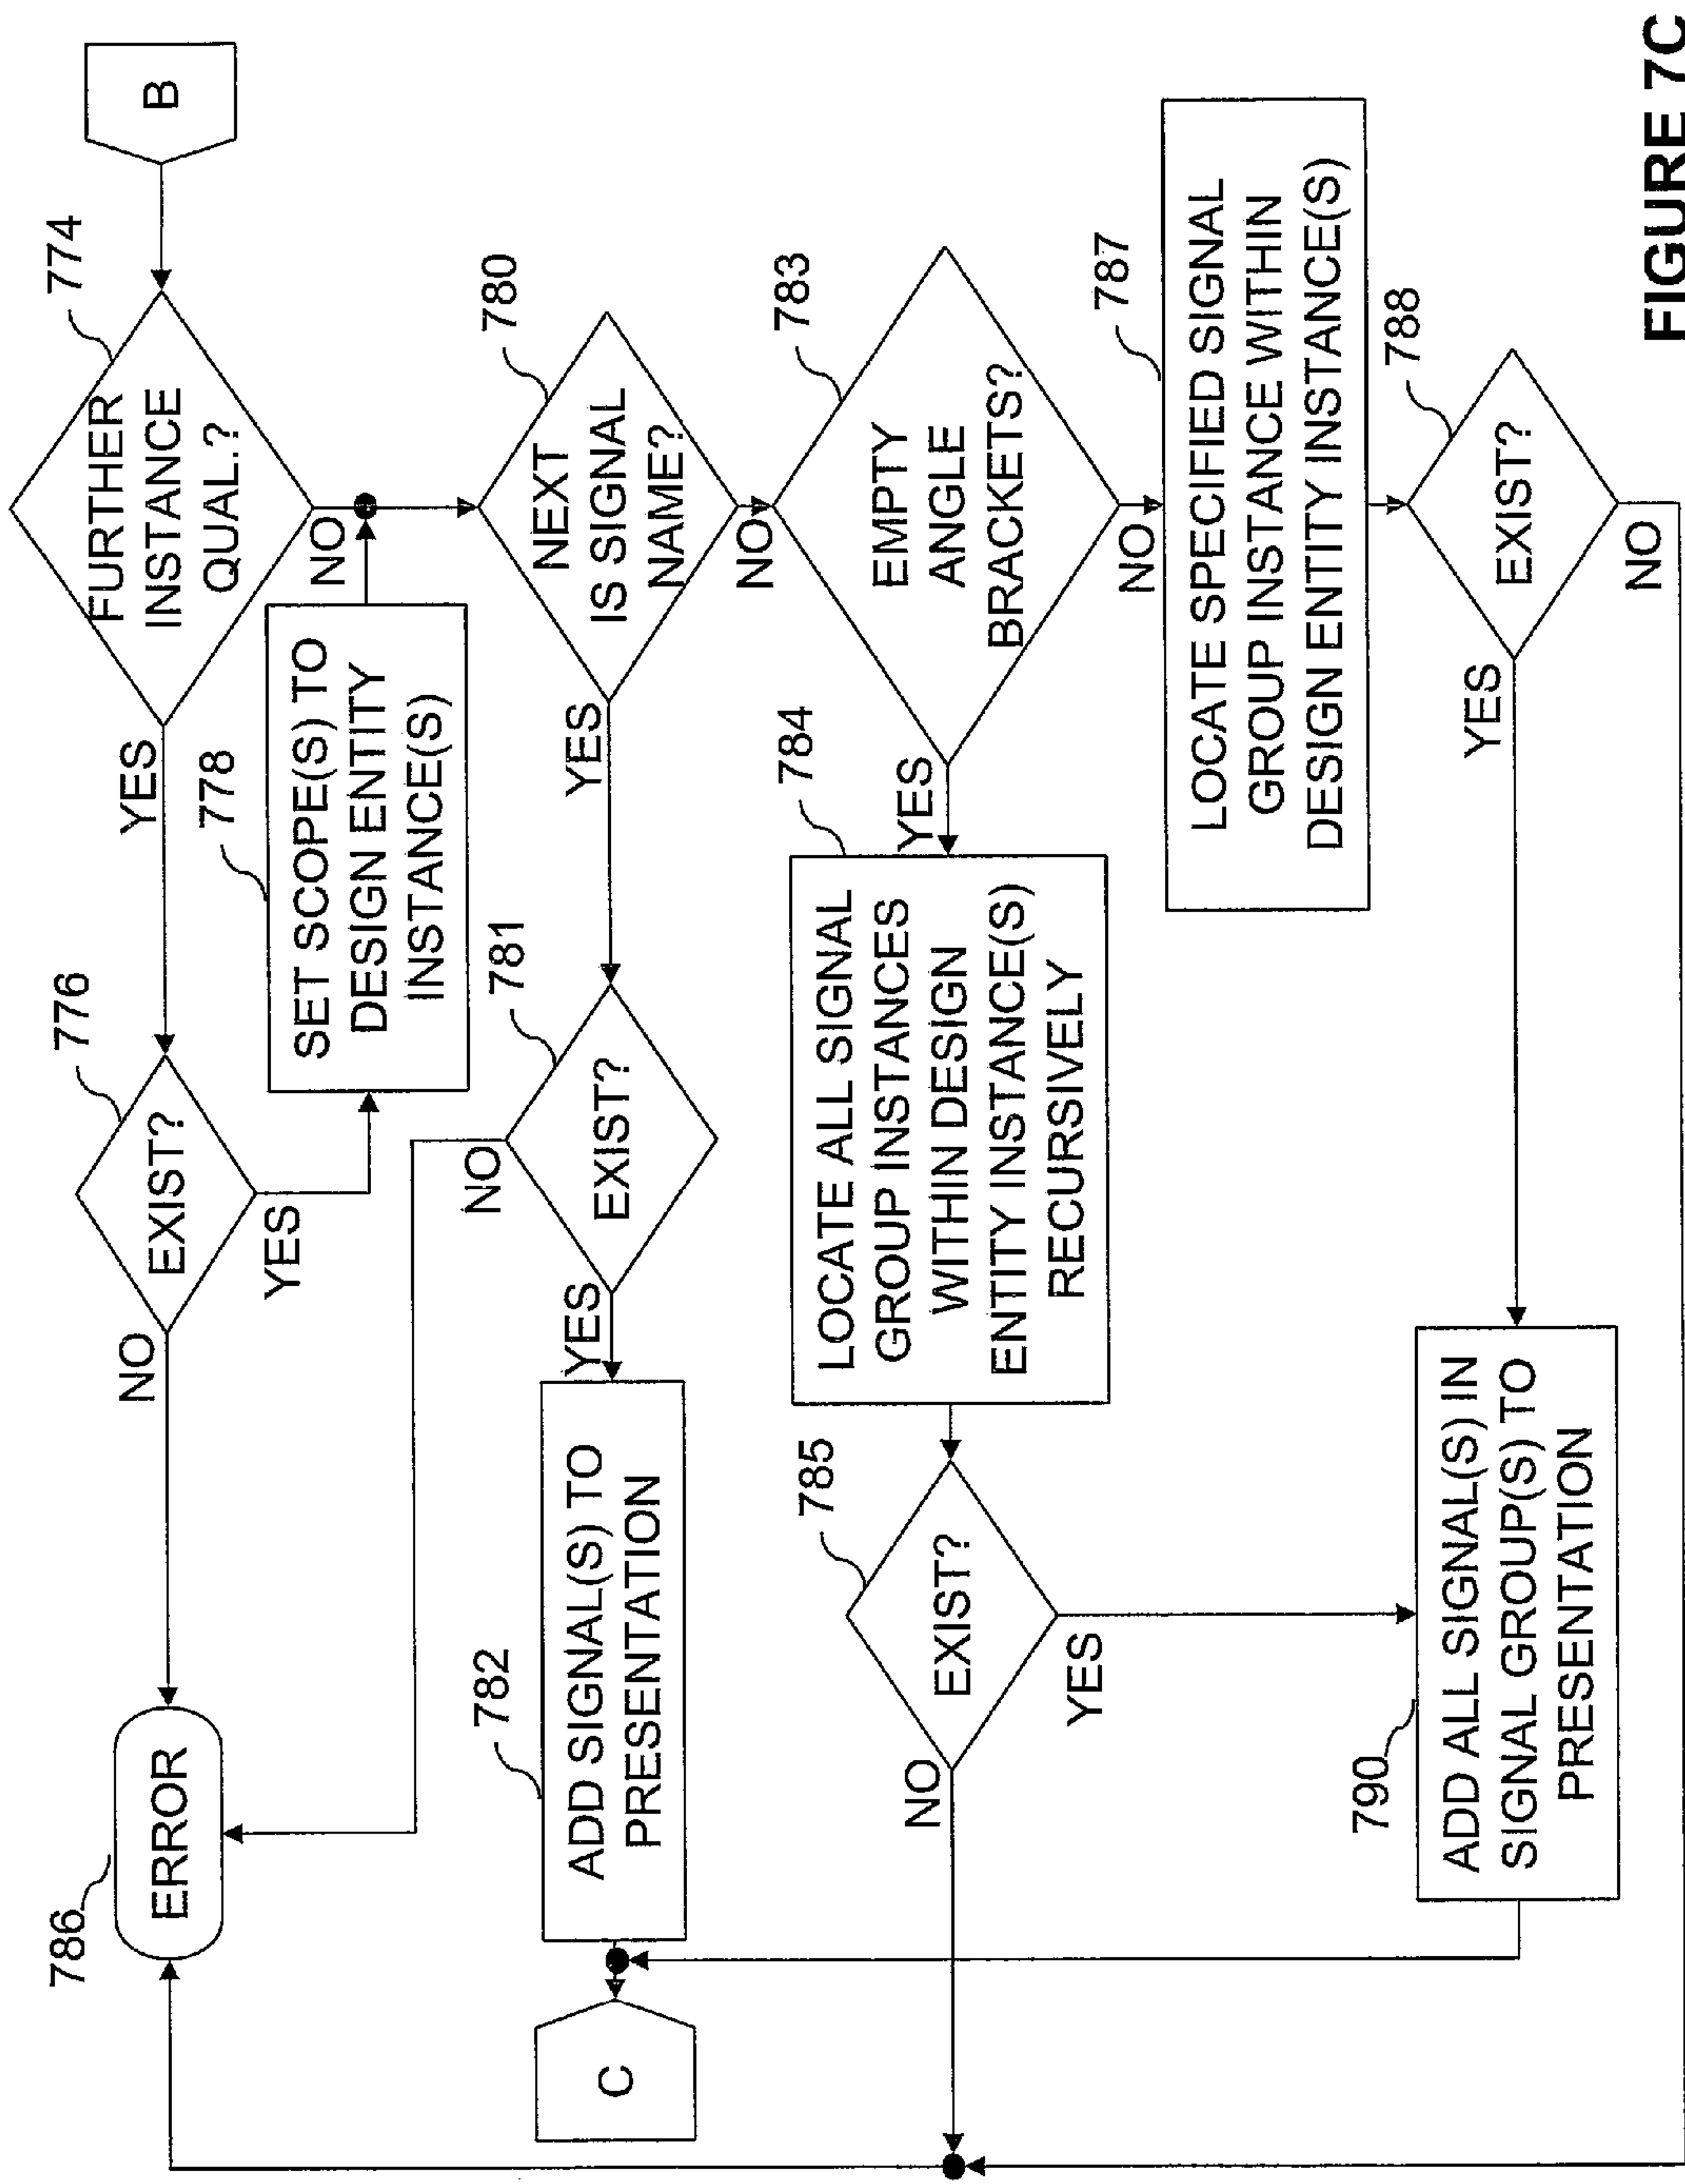 B
774
FURTHER
INSTANCE
QUAL.?
YES
NO
776
EXIST?
NO
YES
778
SET SCOPE(S) TO
DESIGN ENTITY
INSTANCE(S)
786
ERROR
780
NEXT
IS SIGNAL
NAME?
YES
NO
781
EXIST?
NO
YES
782
ADD SIGNAL(S) TO
PRESENTATION
C
783
EMPTY
ANGLE
BRACKETS?
YES
NO
784
LOCATE ALL SIGNAL
GROUP INSTANCES
WITHIN DESIGN
ENTITY INSTANCE(S)
RECURSIVELY
785
EXIST?
NO
YES
787
LOCATE SPECIFIED SIGNAL
GROUP INSTANCE WITHIN
DESIGN ENTITY INSTANCE(S)
788
EXIST?
YES
NO
790
ADD ALL SIGNAL(S) IN
SIGNAL GROUP(S) TO
PRESENTATION
FIGURE 7C